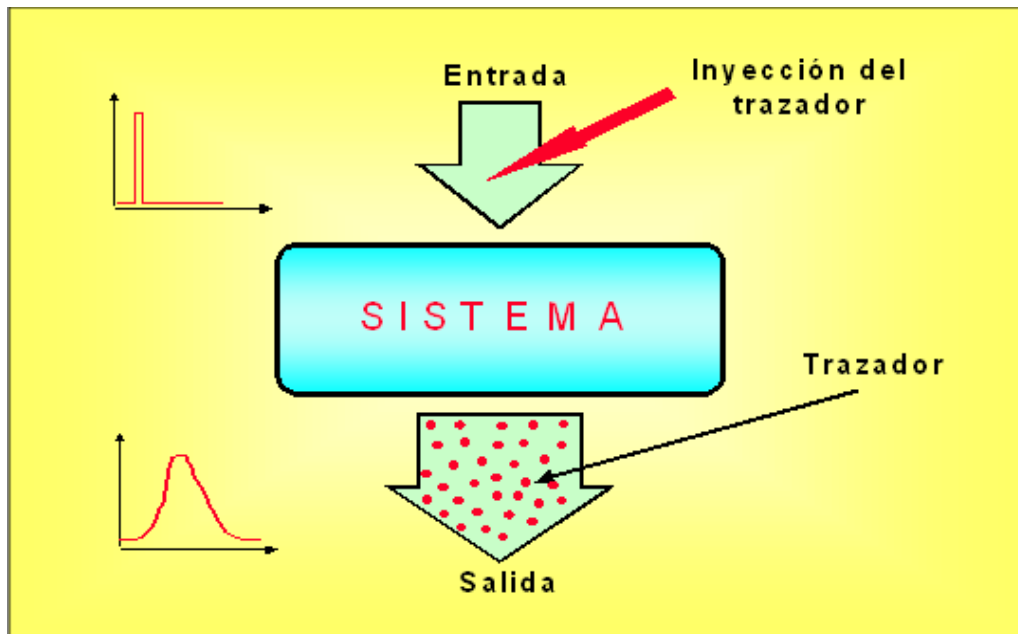 Entrada
Inyección del
trazador
SISTEMA
Trazador
Salida